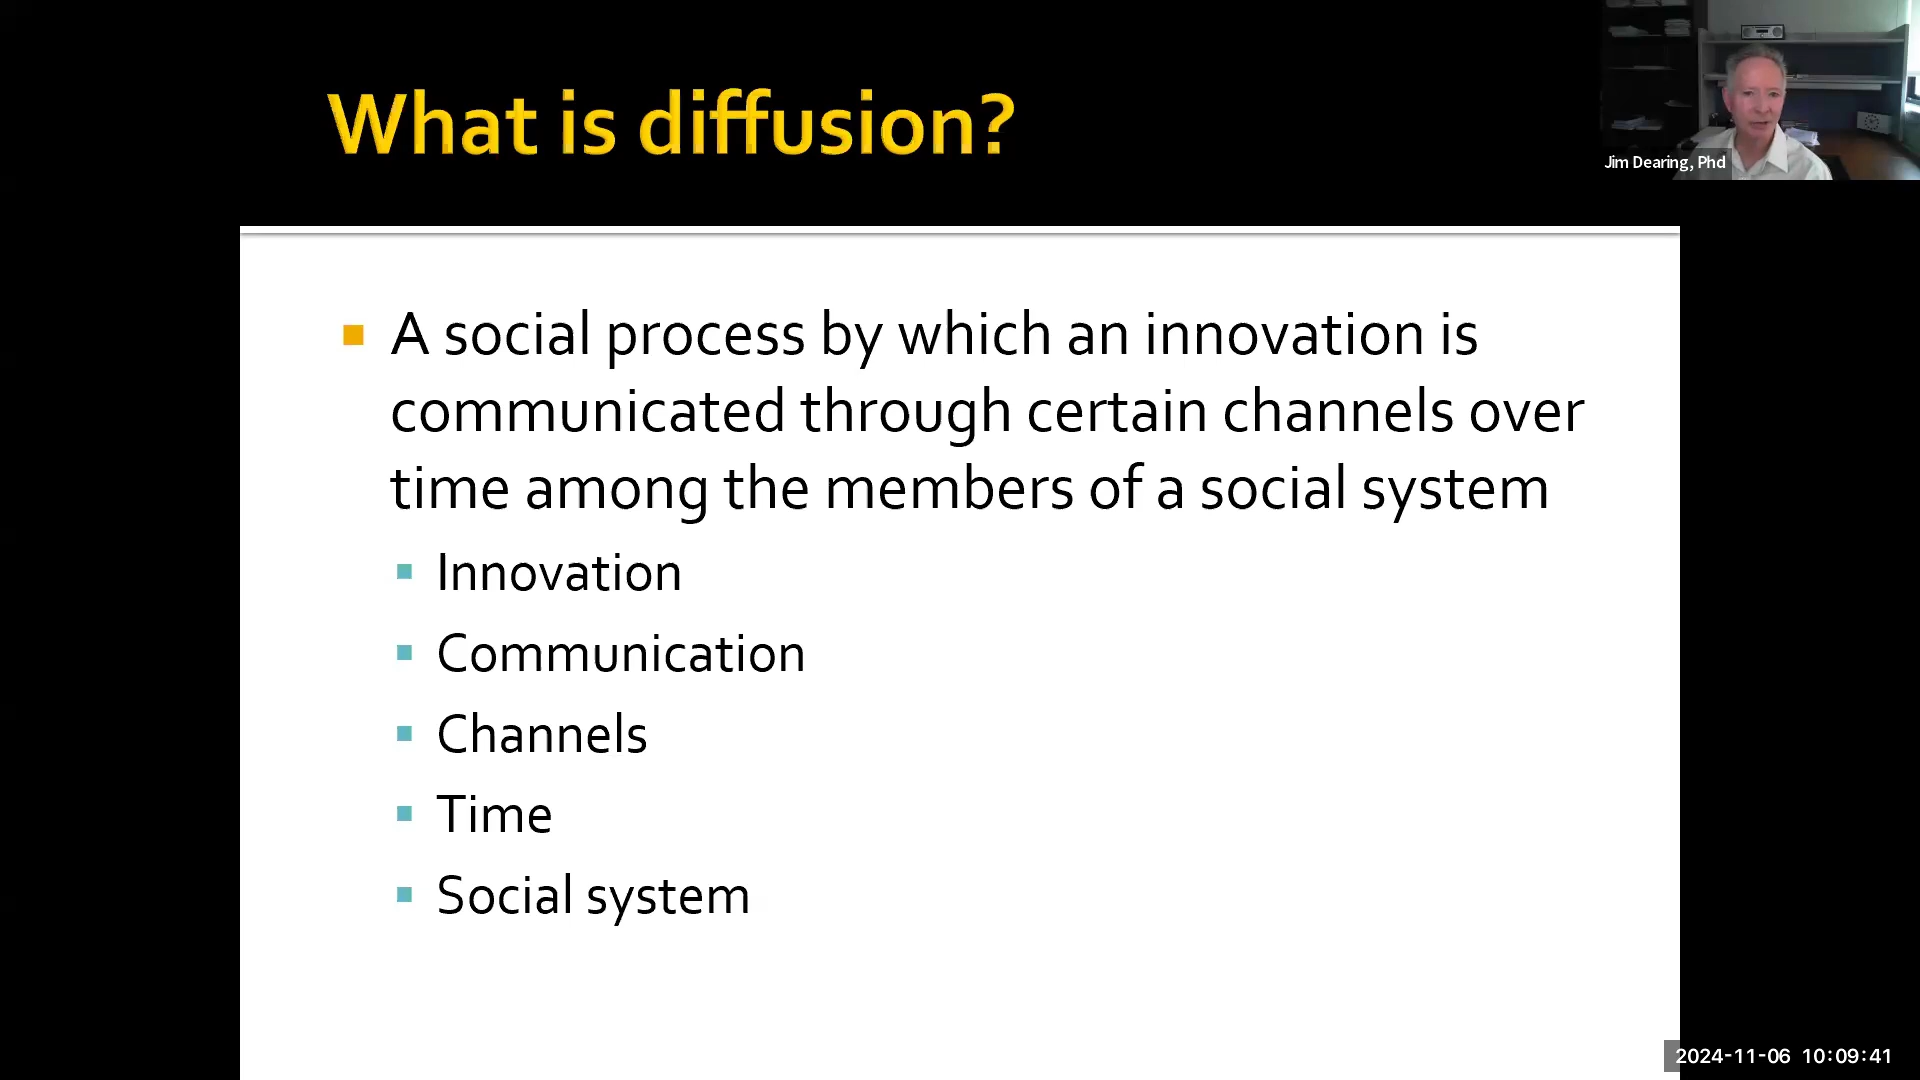 What is diffusion?
Jim Dearing, Phd
A social process by which an innovation is
communicated through certain channels over
time among the members of a social system
Innovation
Communication
Channels
Time
Social system
2024-11-06 10:09:41